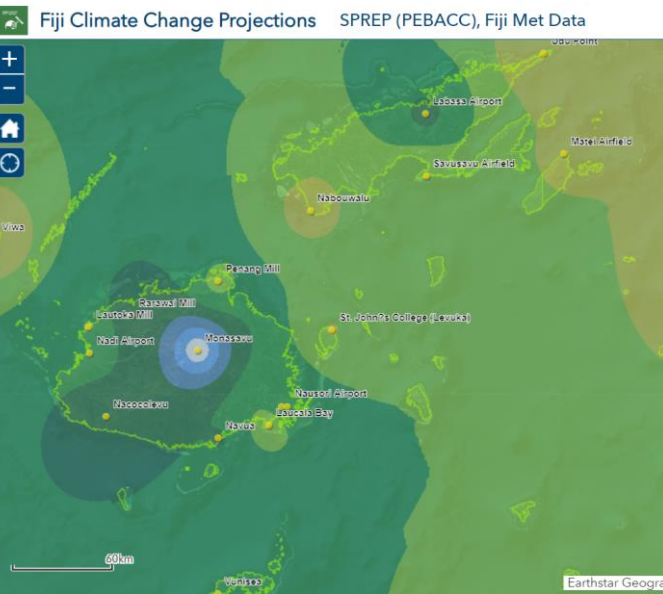 Fiji Climate Change Projections SPREP (PEBACC), Fiji Met Data
+
−
Udu Point
Labasa Airport
Matei Airfield
Savusavu Airfield
Nabouwalu
Viwa
Penang Mill
Rarawai Mill
Lautoka Mill
St. John?s College (Levuka)
Monasavu
Nadi Airport
Nausori Airport
Nacocolevu
Laucala Bay
Navua
60km
Vunisea
Earthstar Geogra